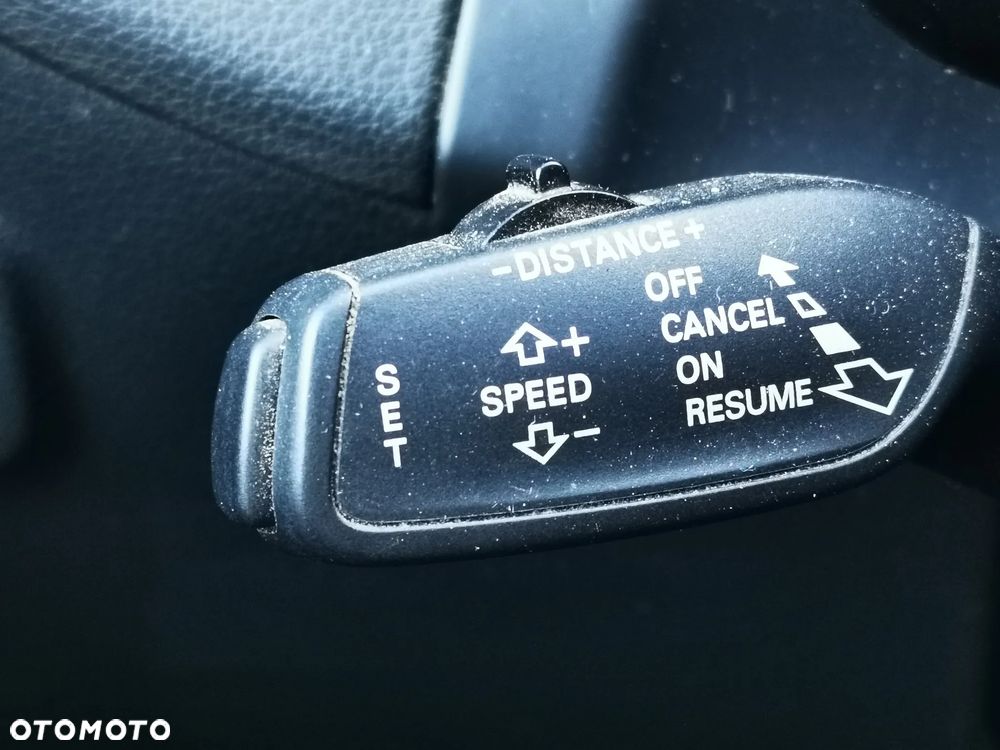 -DISTANCE+
OFF
CANCEL
ON
RESUME
+
SPEED
-
SET
OTOMOTO